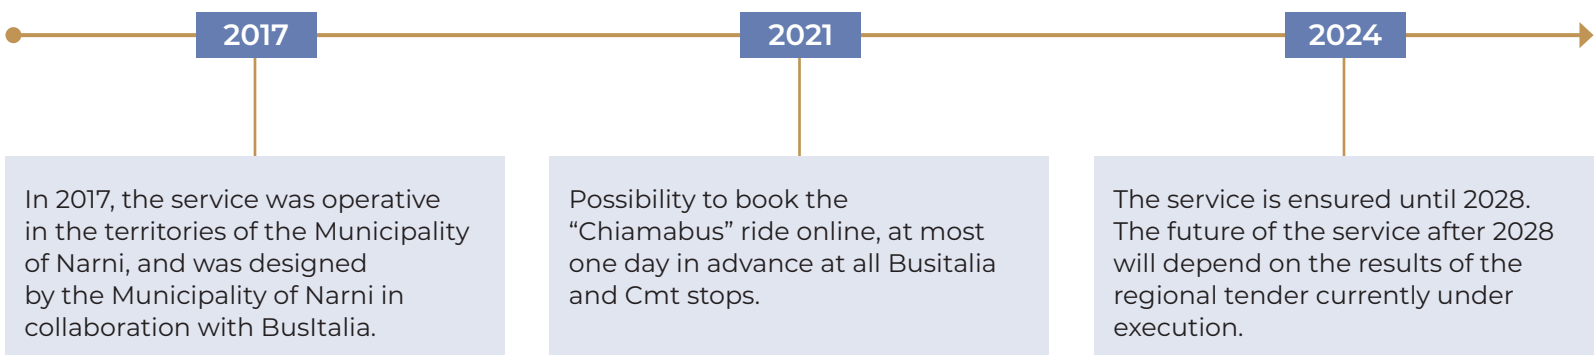 2017
2021
2024
In 2017, the service was operative
in the territories of the Municipality
of Narni, and was designed
by the Municipality of Narni in
collaboration with BusItalia.
Possibility to book the
“Chiamabus” ride online, at most
one day in advance at all Busitalia
and Cmt stops.
The service is ensured until 2028.
The future of the service after 2028
will depend on the results of the
regional tender currently under
execution.